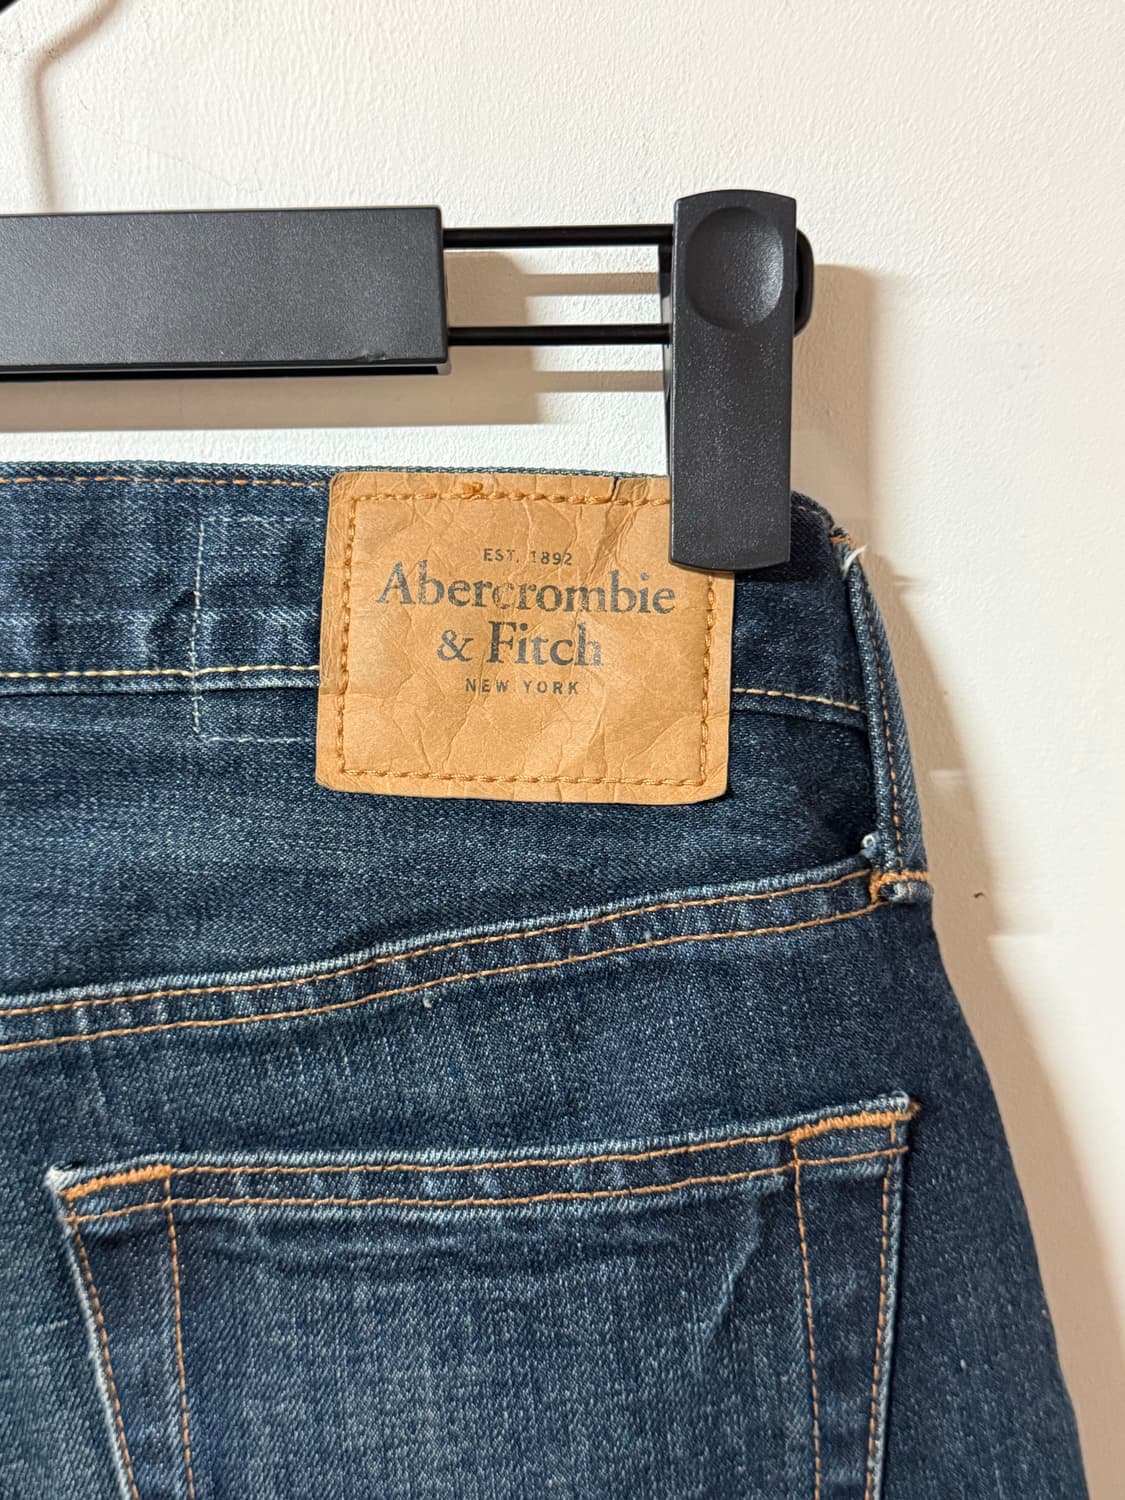 EST. 1892
Abercrombie
& Fitch
NEW YORK